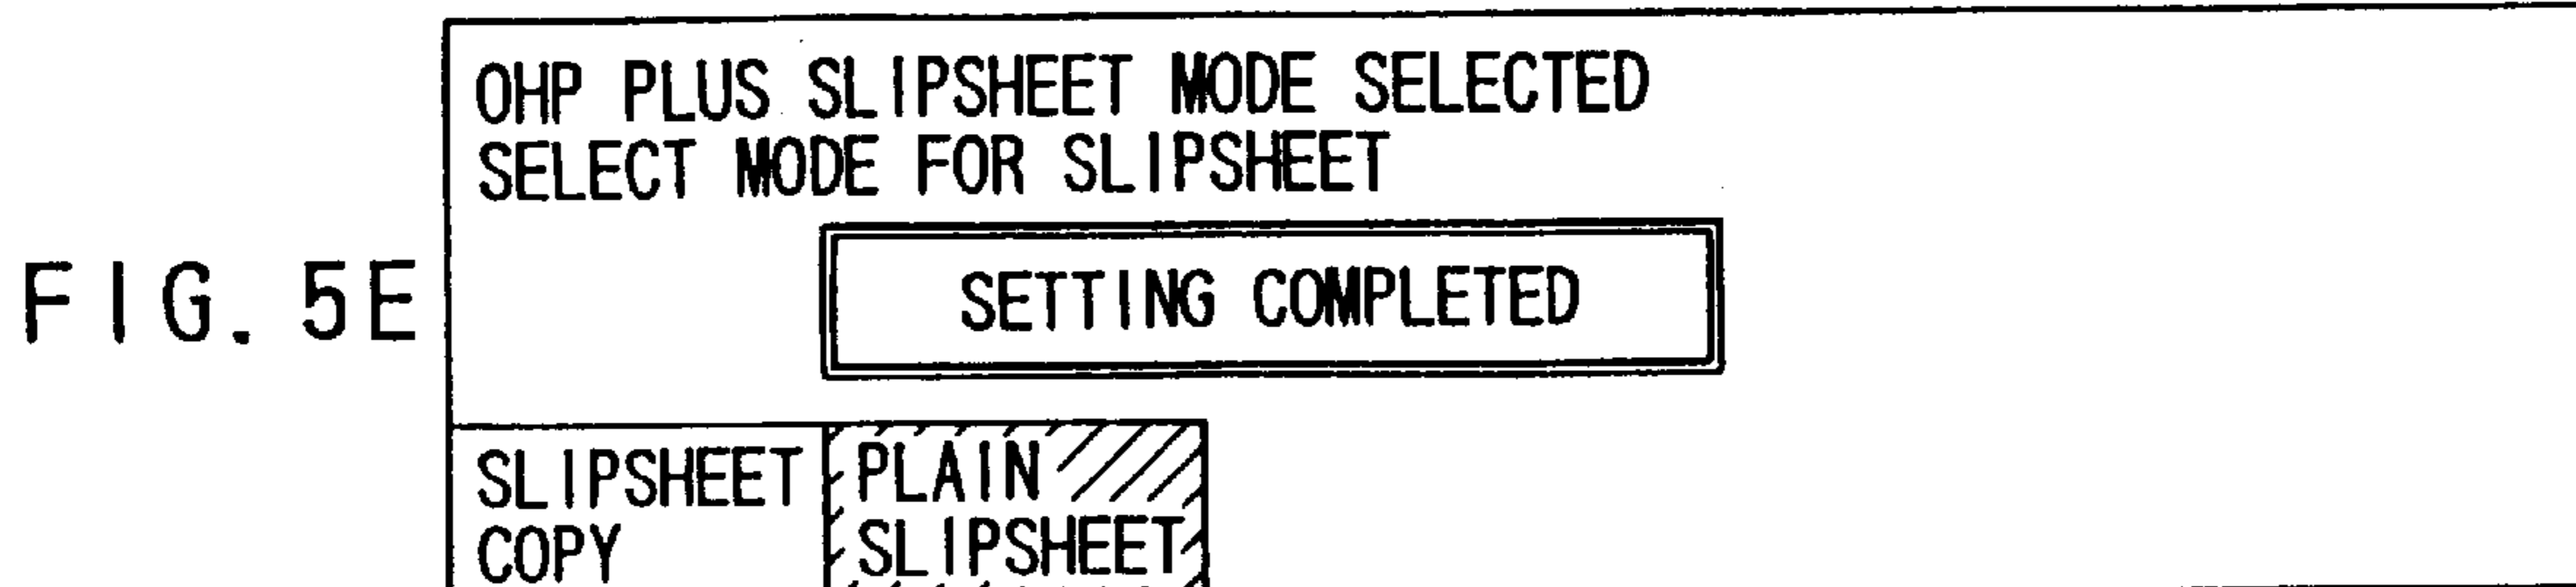 OHP PLUS SLIPSHEET MODE SELECTED
SELECT MODE FOR SLIPSHEET
FIG. 5E
SETTING COMPLETED
SLIPSHEET
COPY
PLAIN
SLIPSHEET